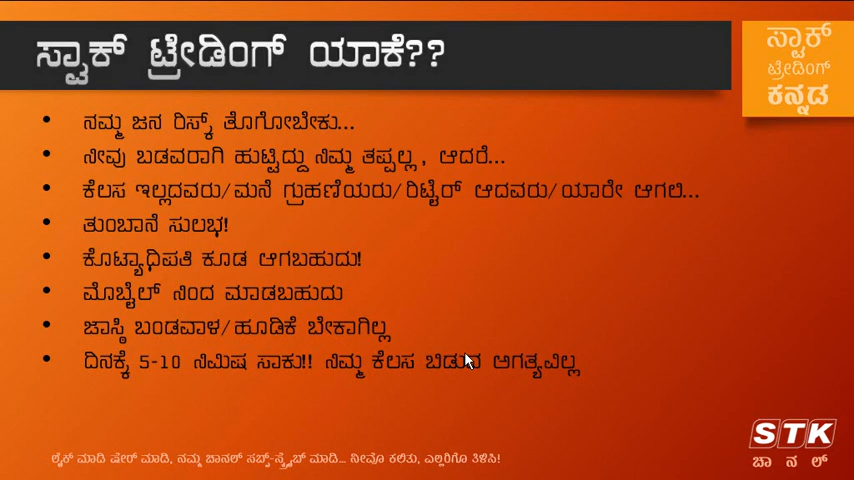 ಸ್ಟಾಕ್ ಟ್ರೇಡಿಂಗ್ ಯಾಕೆ??
ಸ್ಟಾಕ್
ಟ್ರೇಡಿಂಗ್
ಕನ್ನಡ
• ನಮ್ಮ ಜನ ರಿಸ್ಕ್ ತೊಗೋಬೇಕು...
• ನೀವು ಬಡವರಾಗಿ ಹುಟ್ಟಿದ್ದು ನಿಮ್ಮ ತಪ್ಪಲ್ಲ, ಆದರೆ...
• ಕೆಲಸ ಇಲ್ಲದವರು/ಮನೆ ಗ್ರುಹಣಿಯರು/ರಿಟೈರ್ ಆದವರು/ಯಾರೇ ಆಗಲಿ...
• ತುಂಬಾನೆ ಸುಲಭ!
• ಕೊಟ್ಯಾಧಿಪತಿ ಕೂಡ ಆಗಬಹುದು!
• ಮೊಬೈಲ್ ನಿಂದ ಮಾಡಬಹುದು
• ಜಾಸ್ತಿ ಬಂಡವಾಳ/ಹೂಡಿಕೆ ಬೇಕಾಗಿಲ್ಲ
• ದಿನಕ್ಕೆ 5-10 ನಿಮಿಷ ಸಾಕು!! ನಿಮ್ಮ ಕೆಲಸ ಬಿಡುವ ಅಗತ್ಯವಿಲ್ಲ
STK
ಚಾನಲ್
ಲೈಕ್ ಮಾಡಿ ಷೇರ್ ಮಾಡಿ, ನಮ್ಮ ಚಾನಲ್ ಸಬ್ಸ್-ಸ್ಕ್ರೈಬ್ ಮಾಡಿ... ನೀವೂ ಕಲಿತು, ಎಲ್ಲರಿಗೂ ತಿಳಿಸಿ!